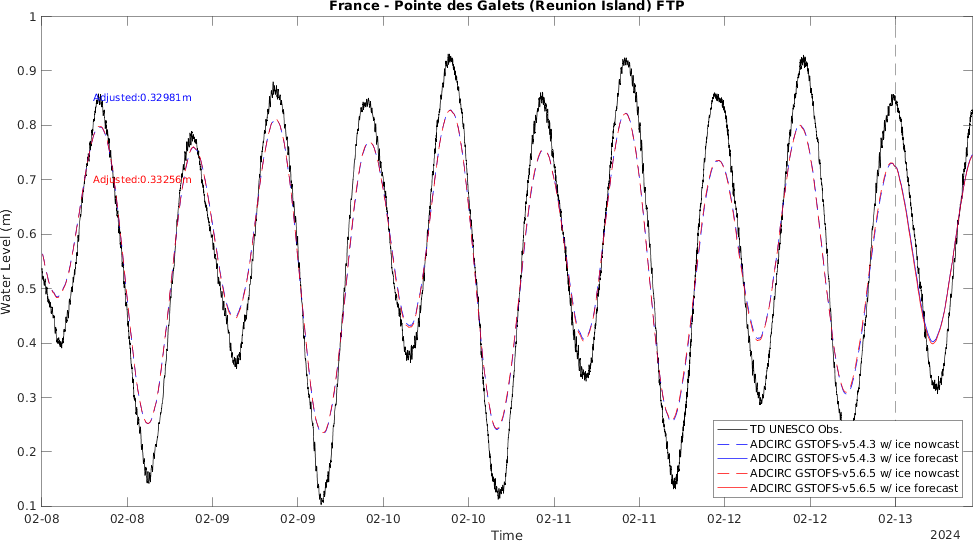 France - Pointe des Galets (Reunion Island) FTP
1
0.9
0.8
0.7
0.6
0.5
0.4
0.3
0.2
0.1
Water Level (m)
Adjusted:0.32981m
Adjusted:0.33256m
TD UNESCO Obs.
ADCIRC GSTOFS-v5.4.3 w/ ice nowcast
ADCIRC GSTOFS-v5.4.3 w/ ice forecast
ADCIRC GSTOFS-v5.6.5 w/ ice nowcast
ADCIRC GSTOFS-v5.6.5 w/ ice forecast
02-08 02-08 02-09 02-09 02-10 02-10 02-11 02-11 02-12 02-12 02-13
Time
2024